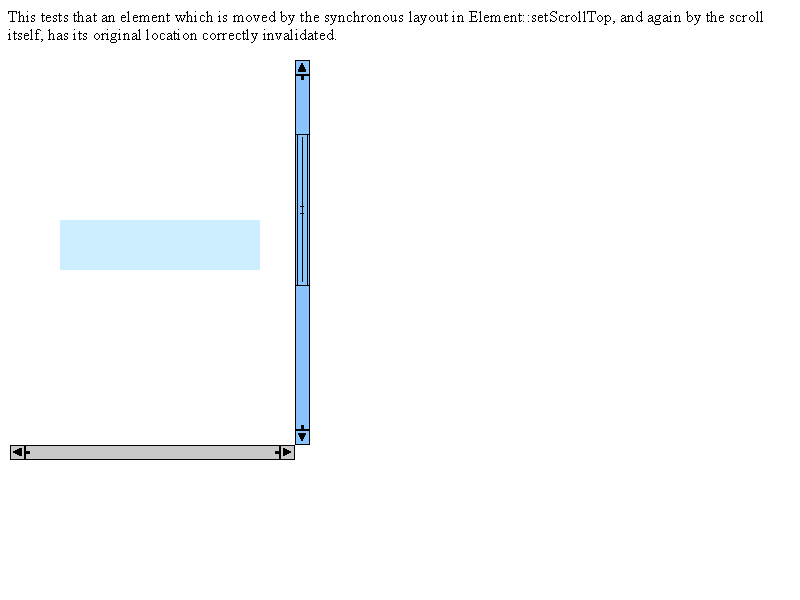 This tests that an element which is moved by the synchronous layout in Element::setScrollTop, and again by the scroll
itself, has its original location correctly invalidated.